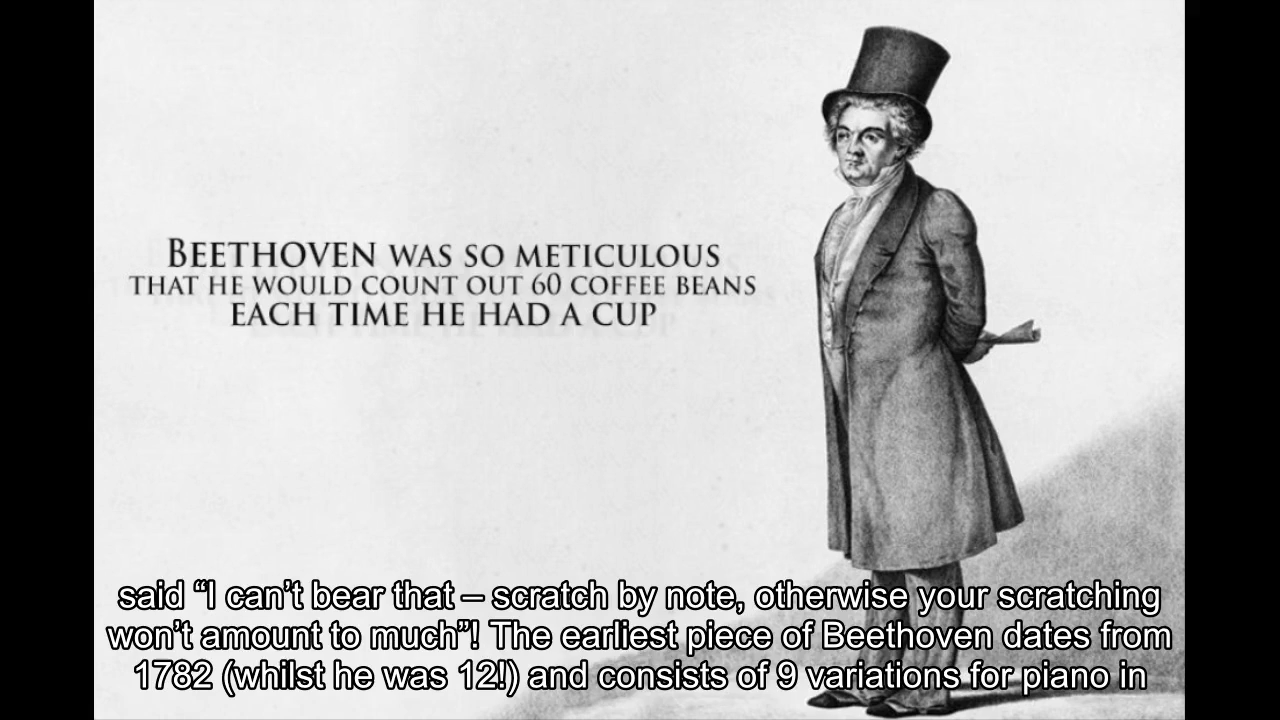 BEETHOVEN WAS SO METICULOUS
THAT HE WOULD COUNT OUT 60 COFFEE BEANS
EACH TIME HE HAD A CUP
said “I can’t bear that – scratch by note, otherwise your scratching
won’t amount to much”! The earliest piece of Beethoven dates from
1782 (whilst he was 12!) and consists of 9 variations for piano in